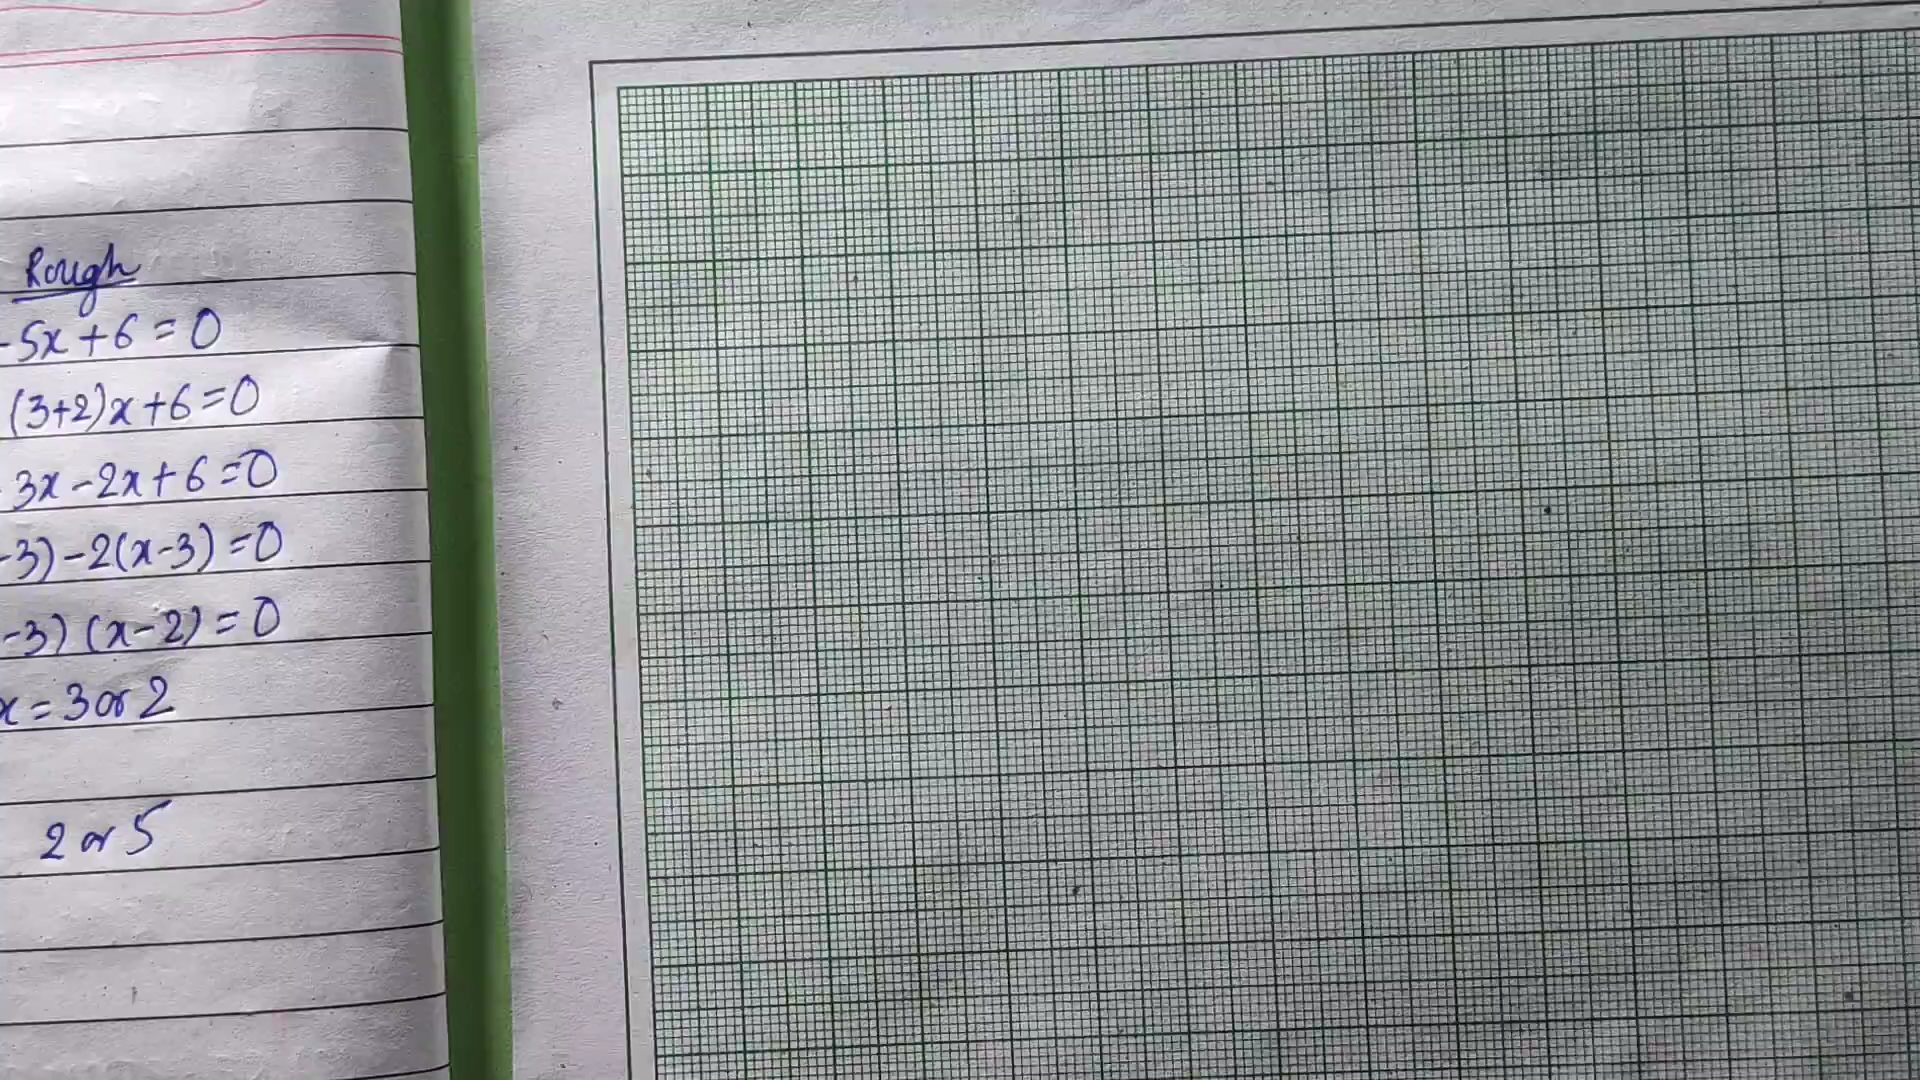 Rough
-5x+6=0
(3+2)x+6=0
3x-2x+6=0
-3)-2(x-3)=0
-3)(x-2)=0
x=3 or 2
2 or 5